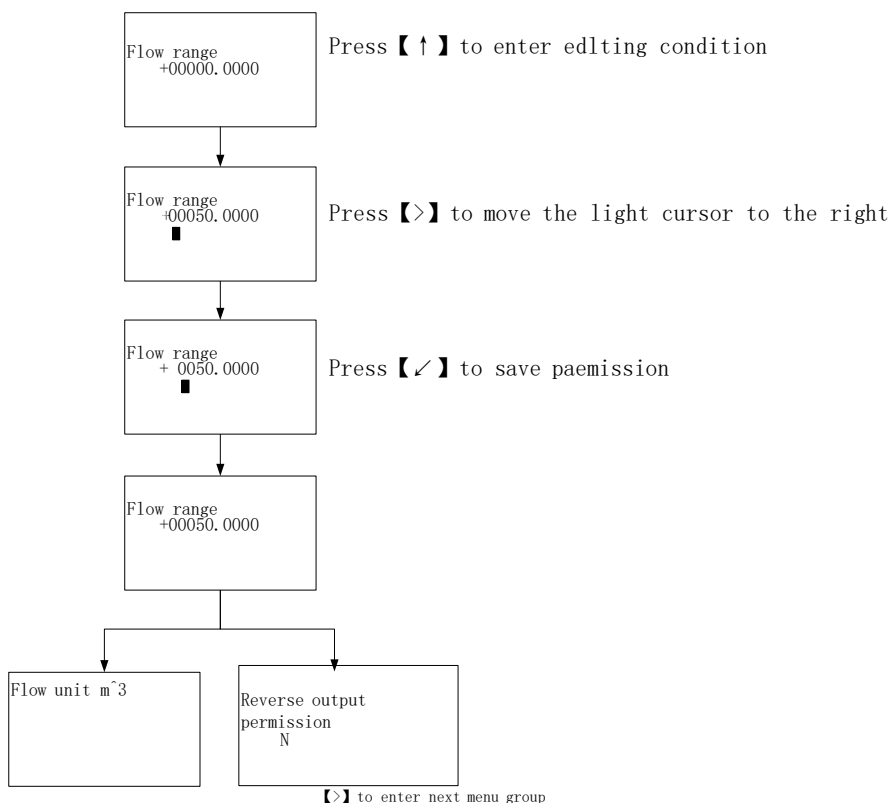 Flow range
+00000.0000
Press【↑】to enter edlting condition
Flow range
+00050.0000
Press【>】to move the light cursor to the right
Flow range
+ 0050.0000
Press【↙】to save paemission
Flow range
+00050.0000
Flow unit m^3
Reverse output
permission
N
【>】to enter next menu group